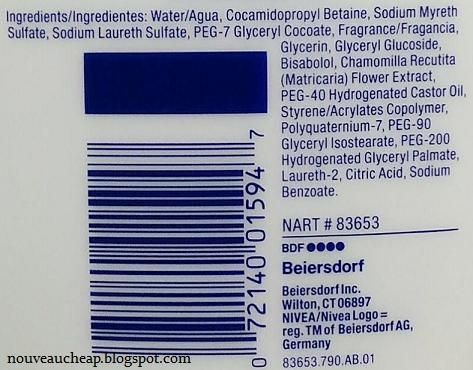 Ingredients/Ingredientes: Water/Agua, Cocamidopropyl Betaine, Sodium Myreth
Sulfate, Sodium Laureth Sulfate, PEG-7 Glyceryl Cocoate, Fragrance/Fragancia,
Glycerin, Glyceryl Glucoside,
Bisabolol, Chamomilla Recutita
(Matricaria) Flower Extract,
PEG-40 Hydrogenated Castor Oil,
Styrene/Acrylates Copolymer,
Polyquaternium-7, PEG-90
Glyceryl Isostearate, PEG-200
Hydrogenated Glyceryl Palmate,
Laureth-2, Citric Acid, Sodium
Benzoate.
0 72140 01594 7
NART # 83653
BDF
Beiersdorf
Beiersdorf Inc.
Wilton, CT 06897
NIVEA/Nivea Logo =
reg. TM of Beiersdorf AG,
Germany
83653.790.AB.01
nouveaucheap.blogspot.com